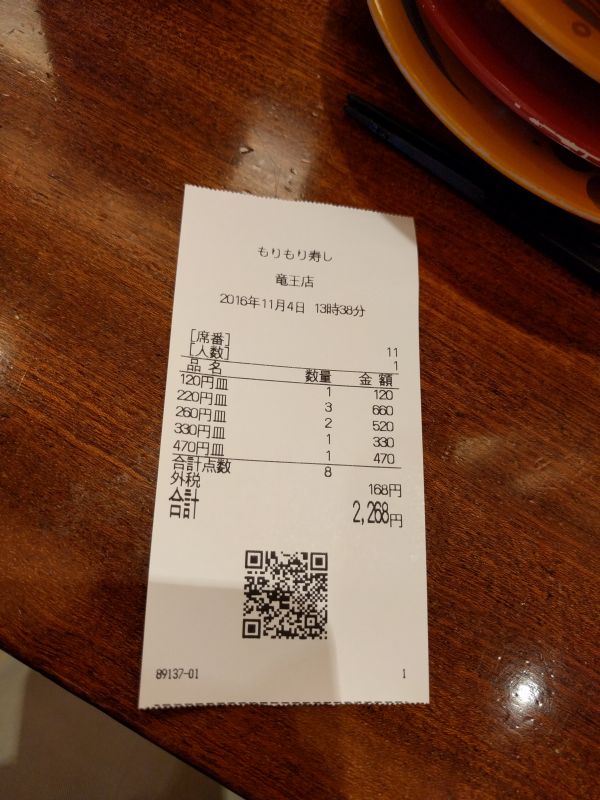 もりもり寿し
竜王店
2016年11月4日 13時38分
[席番] 11
[人数] 1
品 名 数量 金 額
120円皿 1 120
220円皿 3 660
260円皿 2 520
330円皿 1 330
470円皿 1 470
合計点数 8
外税 168円
合計 2,268円
89137-01 1